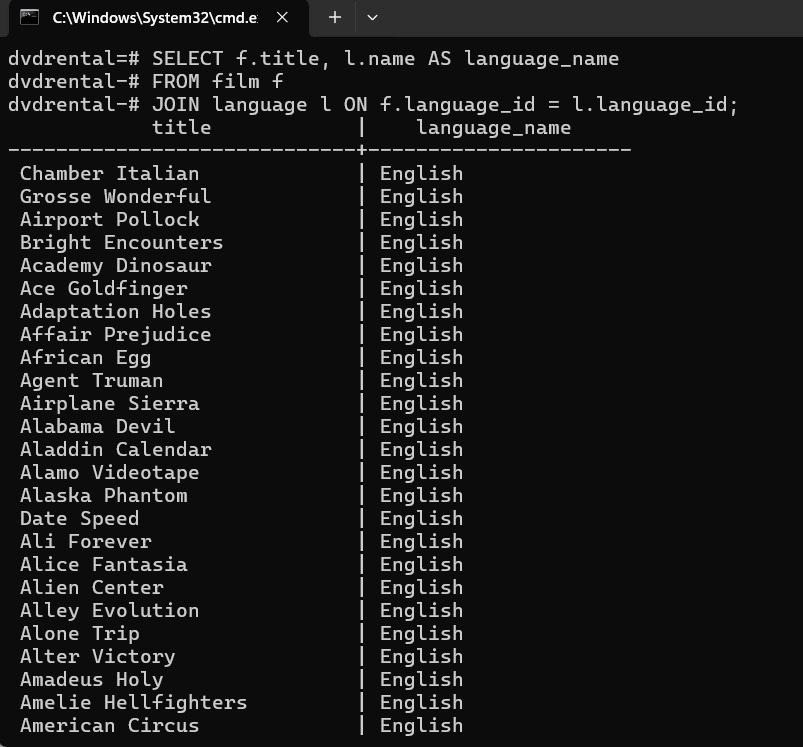 C:\Windows\System32\cmd.e
dvdrental=# SELECT f.title, l.name AS language_name
dvdrental-# FROM film f
dvdrental-# JOIN language l ON f.language_id = l.language_id;
            title            |    language_name
-----------------------------+----------------------
 Chamber Italian             | English
 Grosse Wonderful            | English
 Airport Pollock             | English
 Bright Encounters           | English
 Academy Dinosaur            | English
 Ace Goldfinger              | English
 Adaptation Holes            | English
 Affair Prejudice            | English
 African Egg                 | English
 Agent Truman                | English
 Airplane Sierra             | English
 Alabama Devil               | English
 Aladdin Calendar            | English
 Alamo Videotape             | English
 Alaska Phantom              | English
 Date Speed                  | English
 Ali Forever                 | English
 Alice Fantasia              | English
 Alien Center                | English
 Alley Evolution             | English
 Alone Trip                  | English
 Alter Victory               | English
 Amadeus Holy                | English
 Amelie Hellfighters         | English
 American Circus             | English